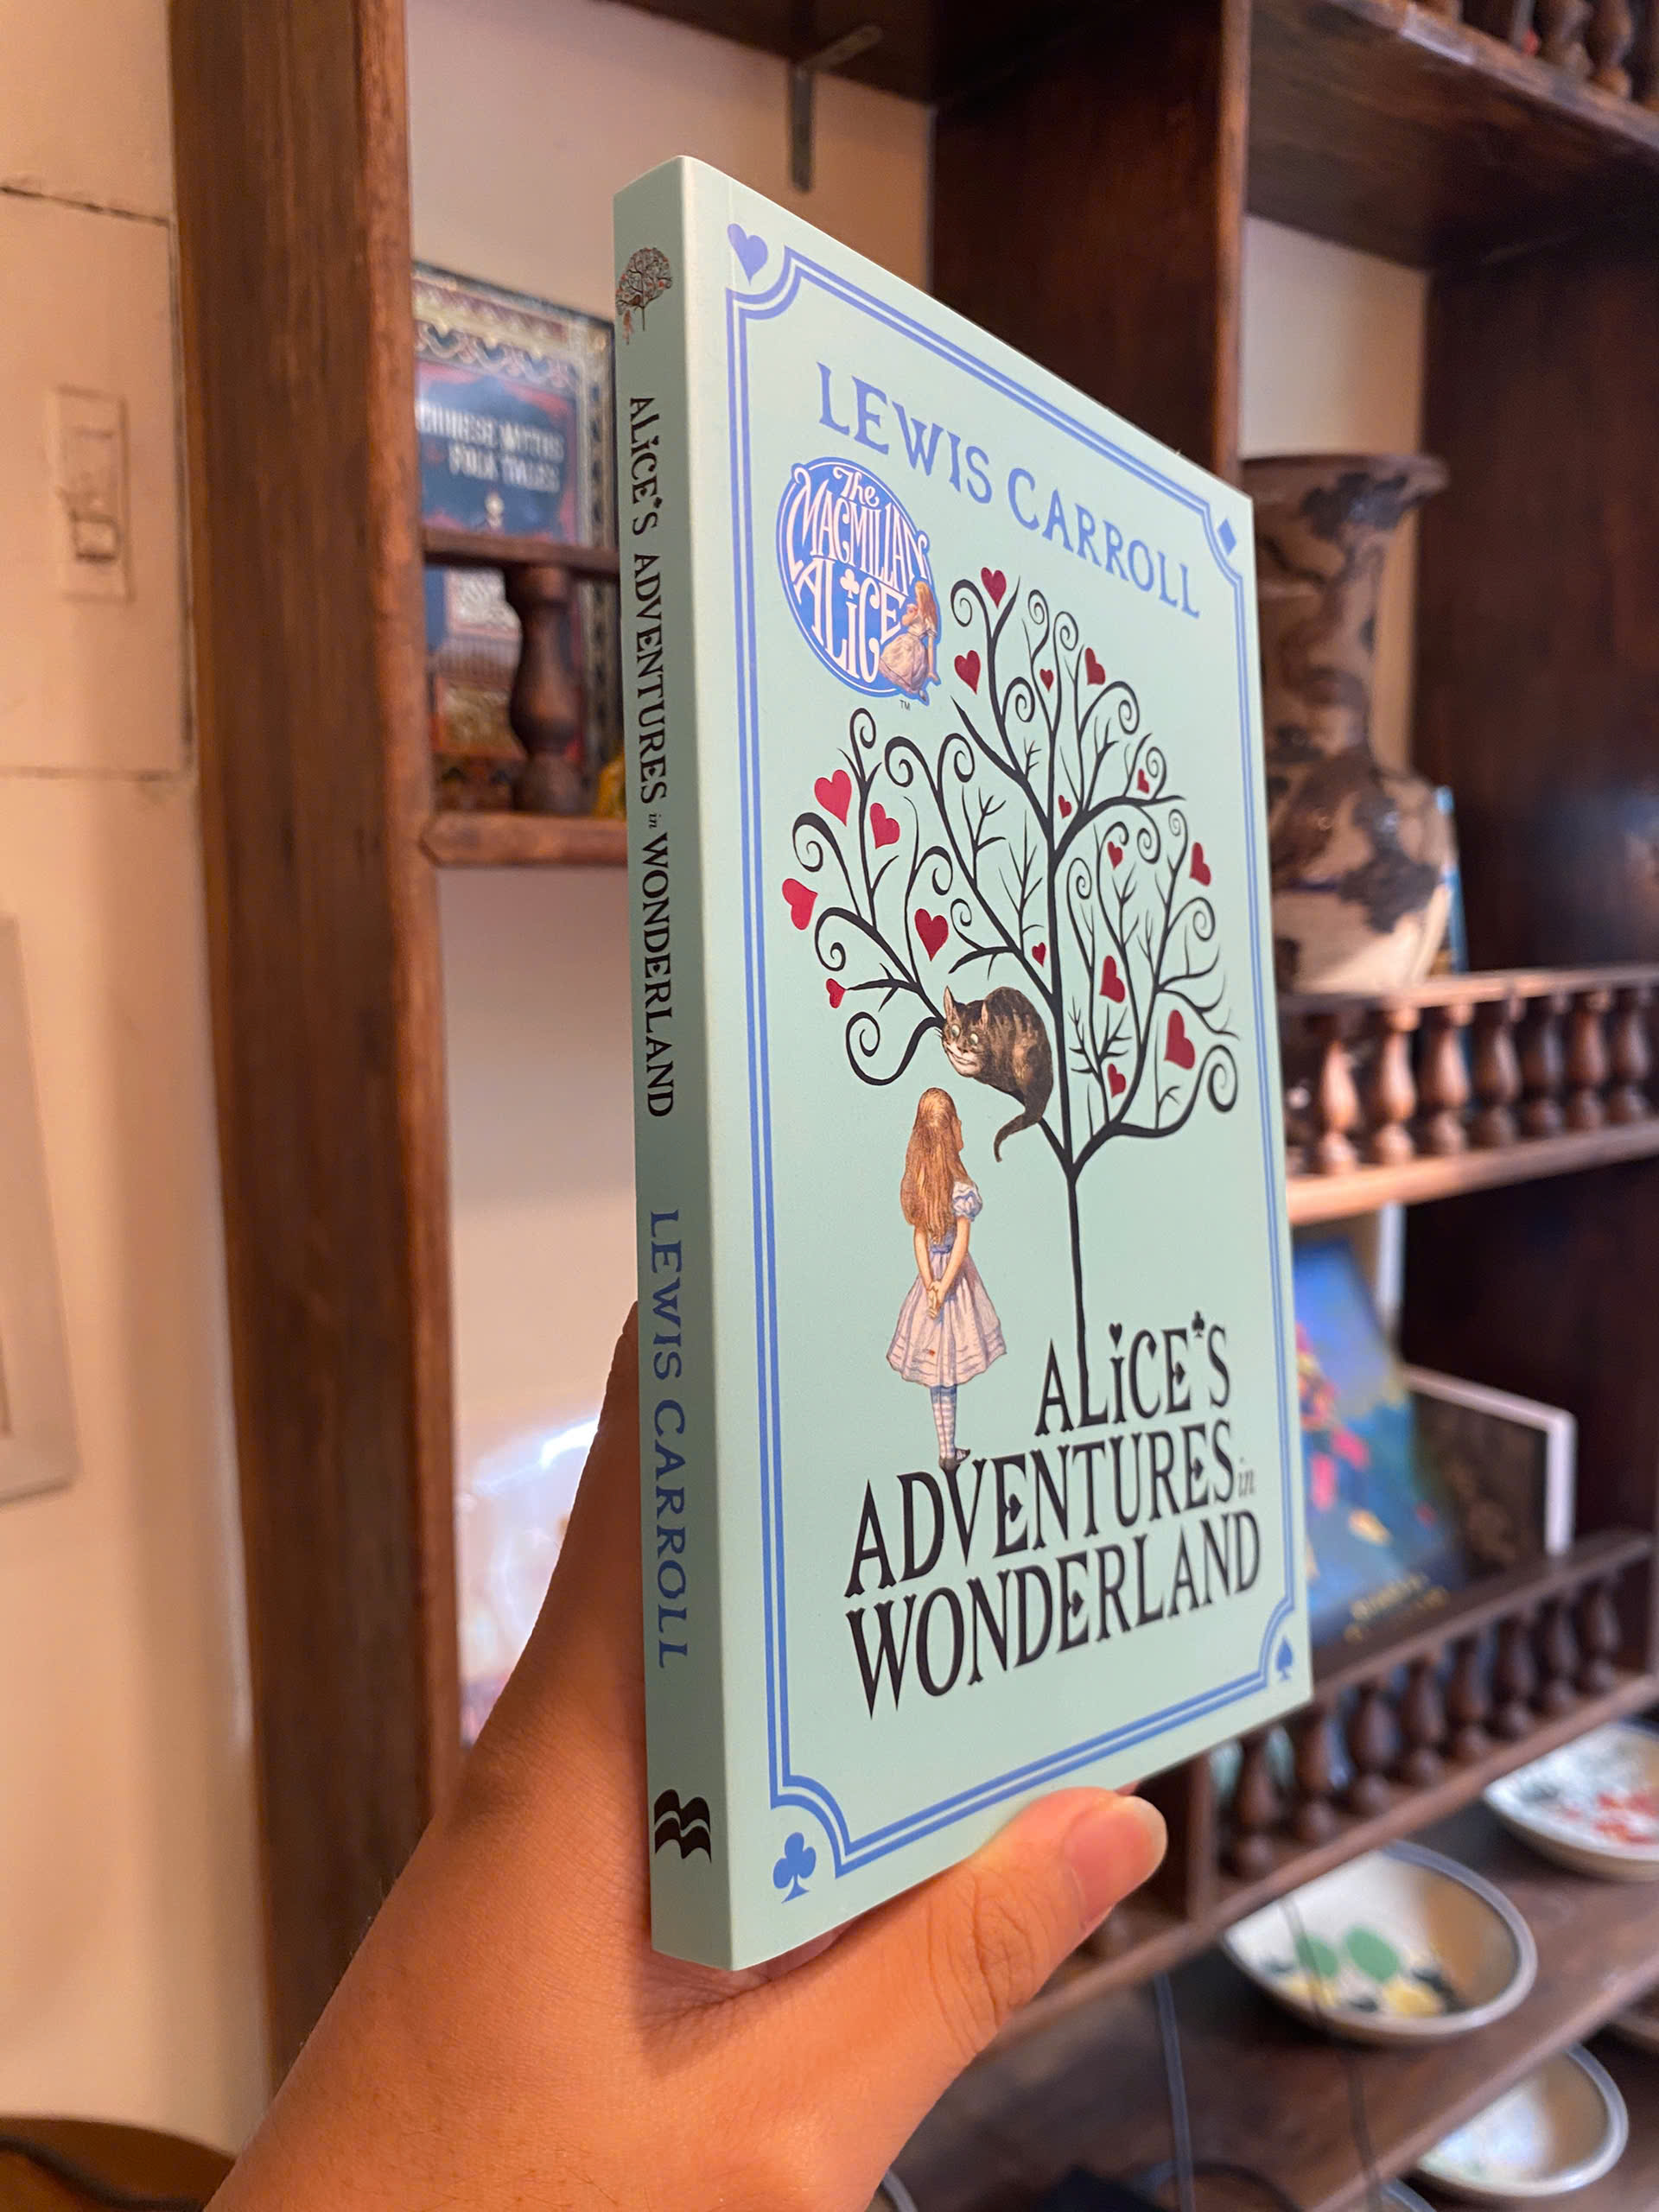 CHINESE MYTHS
FOLK TALES
ALiCE'S ADVENTURES in WONDERLAND LEWIS CARROLL
LEWIS CARROLL
The
MACMILLAN
ALiCE
TM
ALiCE'S
ADVENTURES in
WONDERLAND